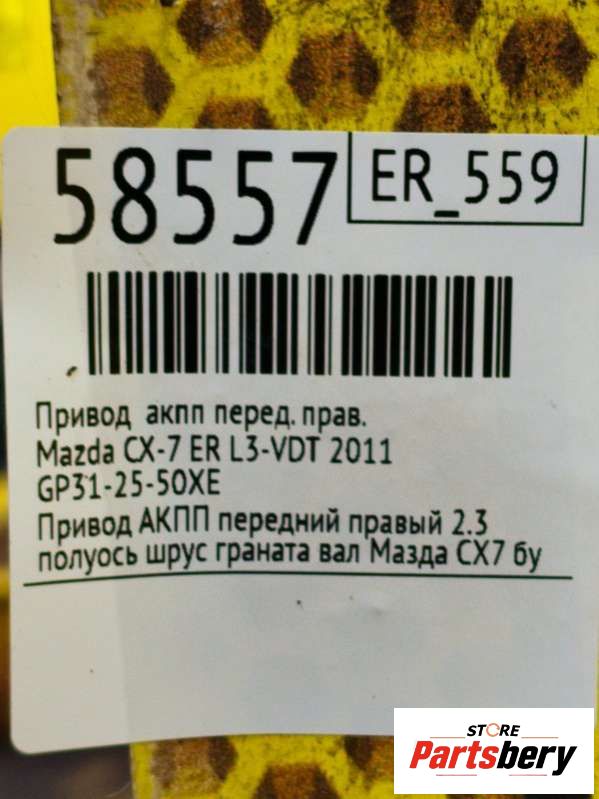 58557
ER_559
Привод акпп перед. прав.
Mazda CX-7 ER L3-VDT 2011
GP31-25-50XE
Привод АКПП передний правый 2.3
полуось шрус граната вал Мазда CX7 бу
STORE
Partsbery